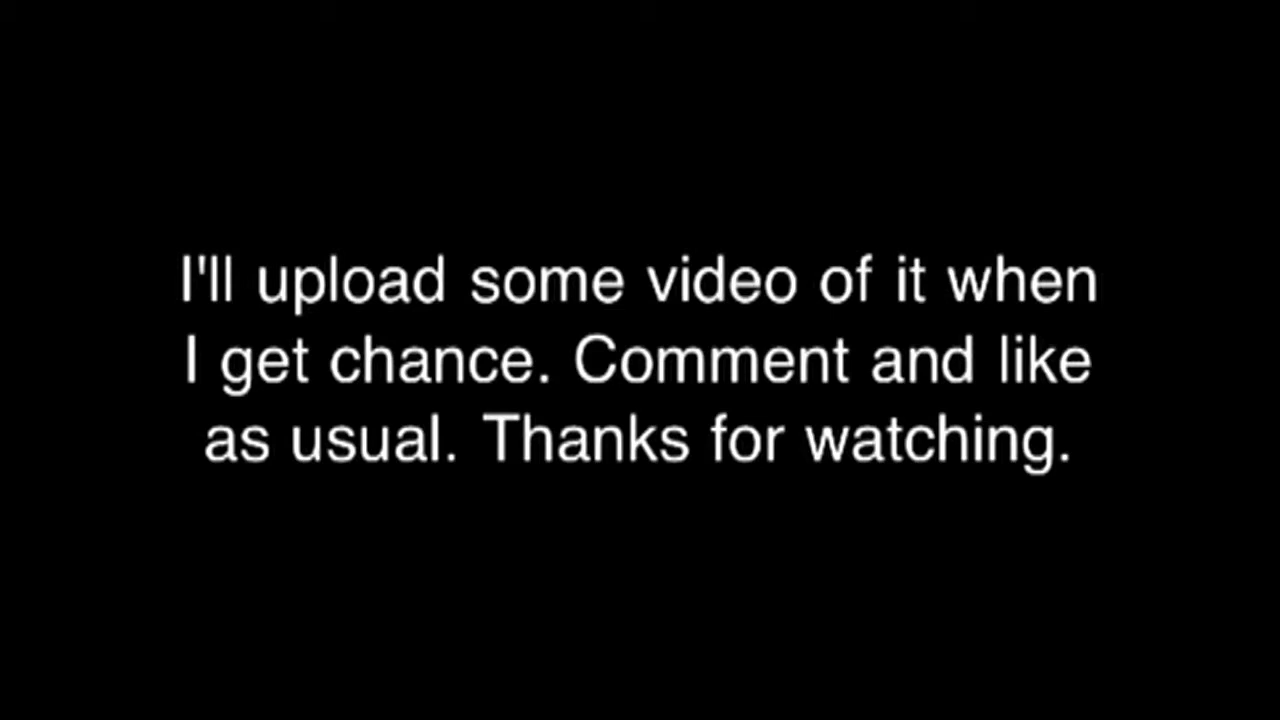 I'll upload some video of it when
I get chance. Comment and like
as usual. Thanks for watching.